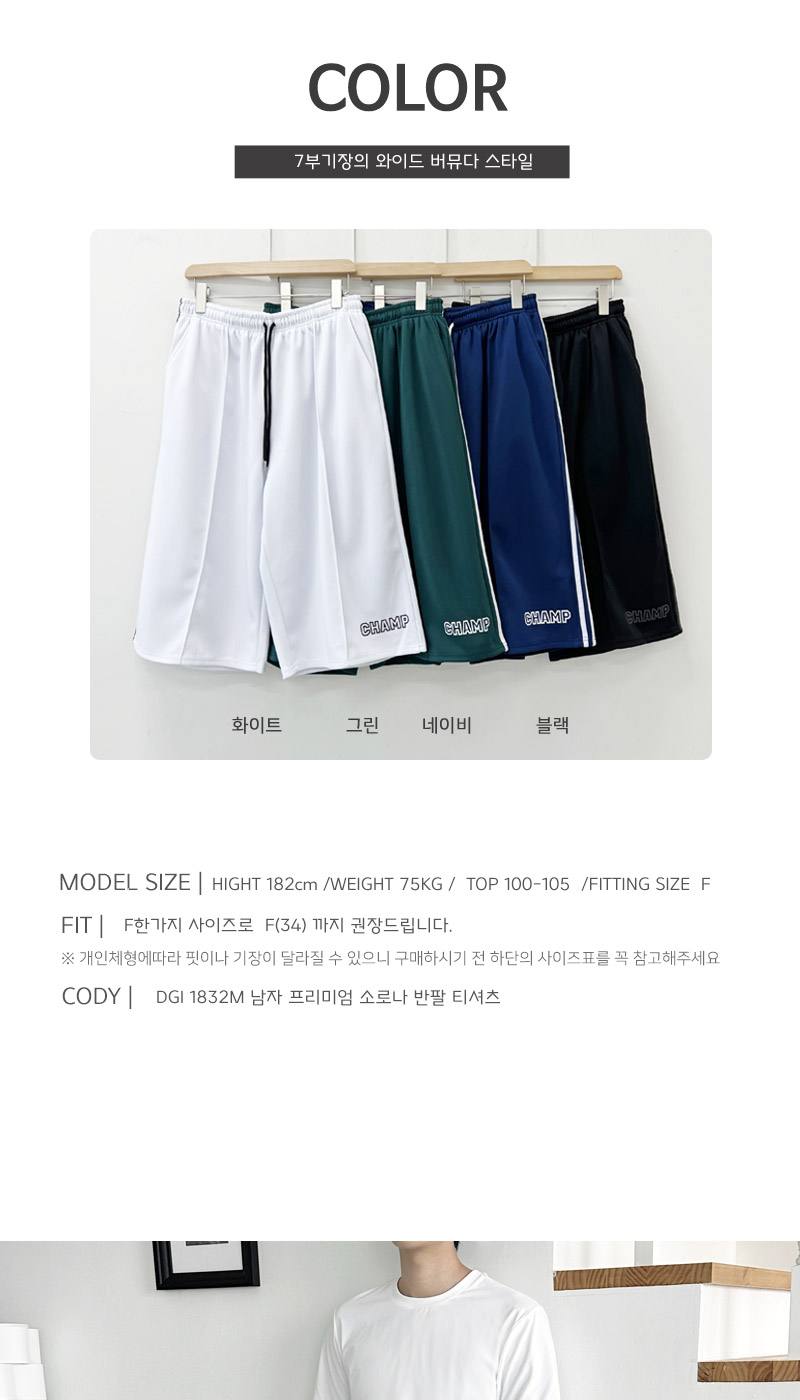 COLOR
7부기장의 와이드 버뮤다 스타일
CHAMP CHAMP CHAMP CHAMP
화이트 그린 네이비 블랙
MODEL SIZE | HIGHT 182cm /WEIGHT 75KG / TOP 100-105 /FITTING SIZE F
FIT | F한가지 사이즈로 F(34) 까지 권장드립니다.
※ 개인체형에따라 핏이나 기장이 달라질 수 있으니 구매하시기 전 하단의 사이즈표를 꼭 참고해주세요
CODY | DGI 1832M 남자 프리미엄 소로나 반팔 티셔츠